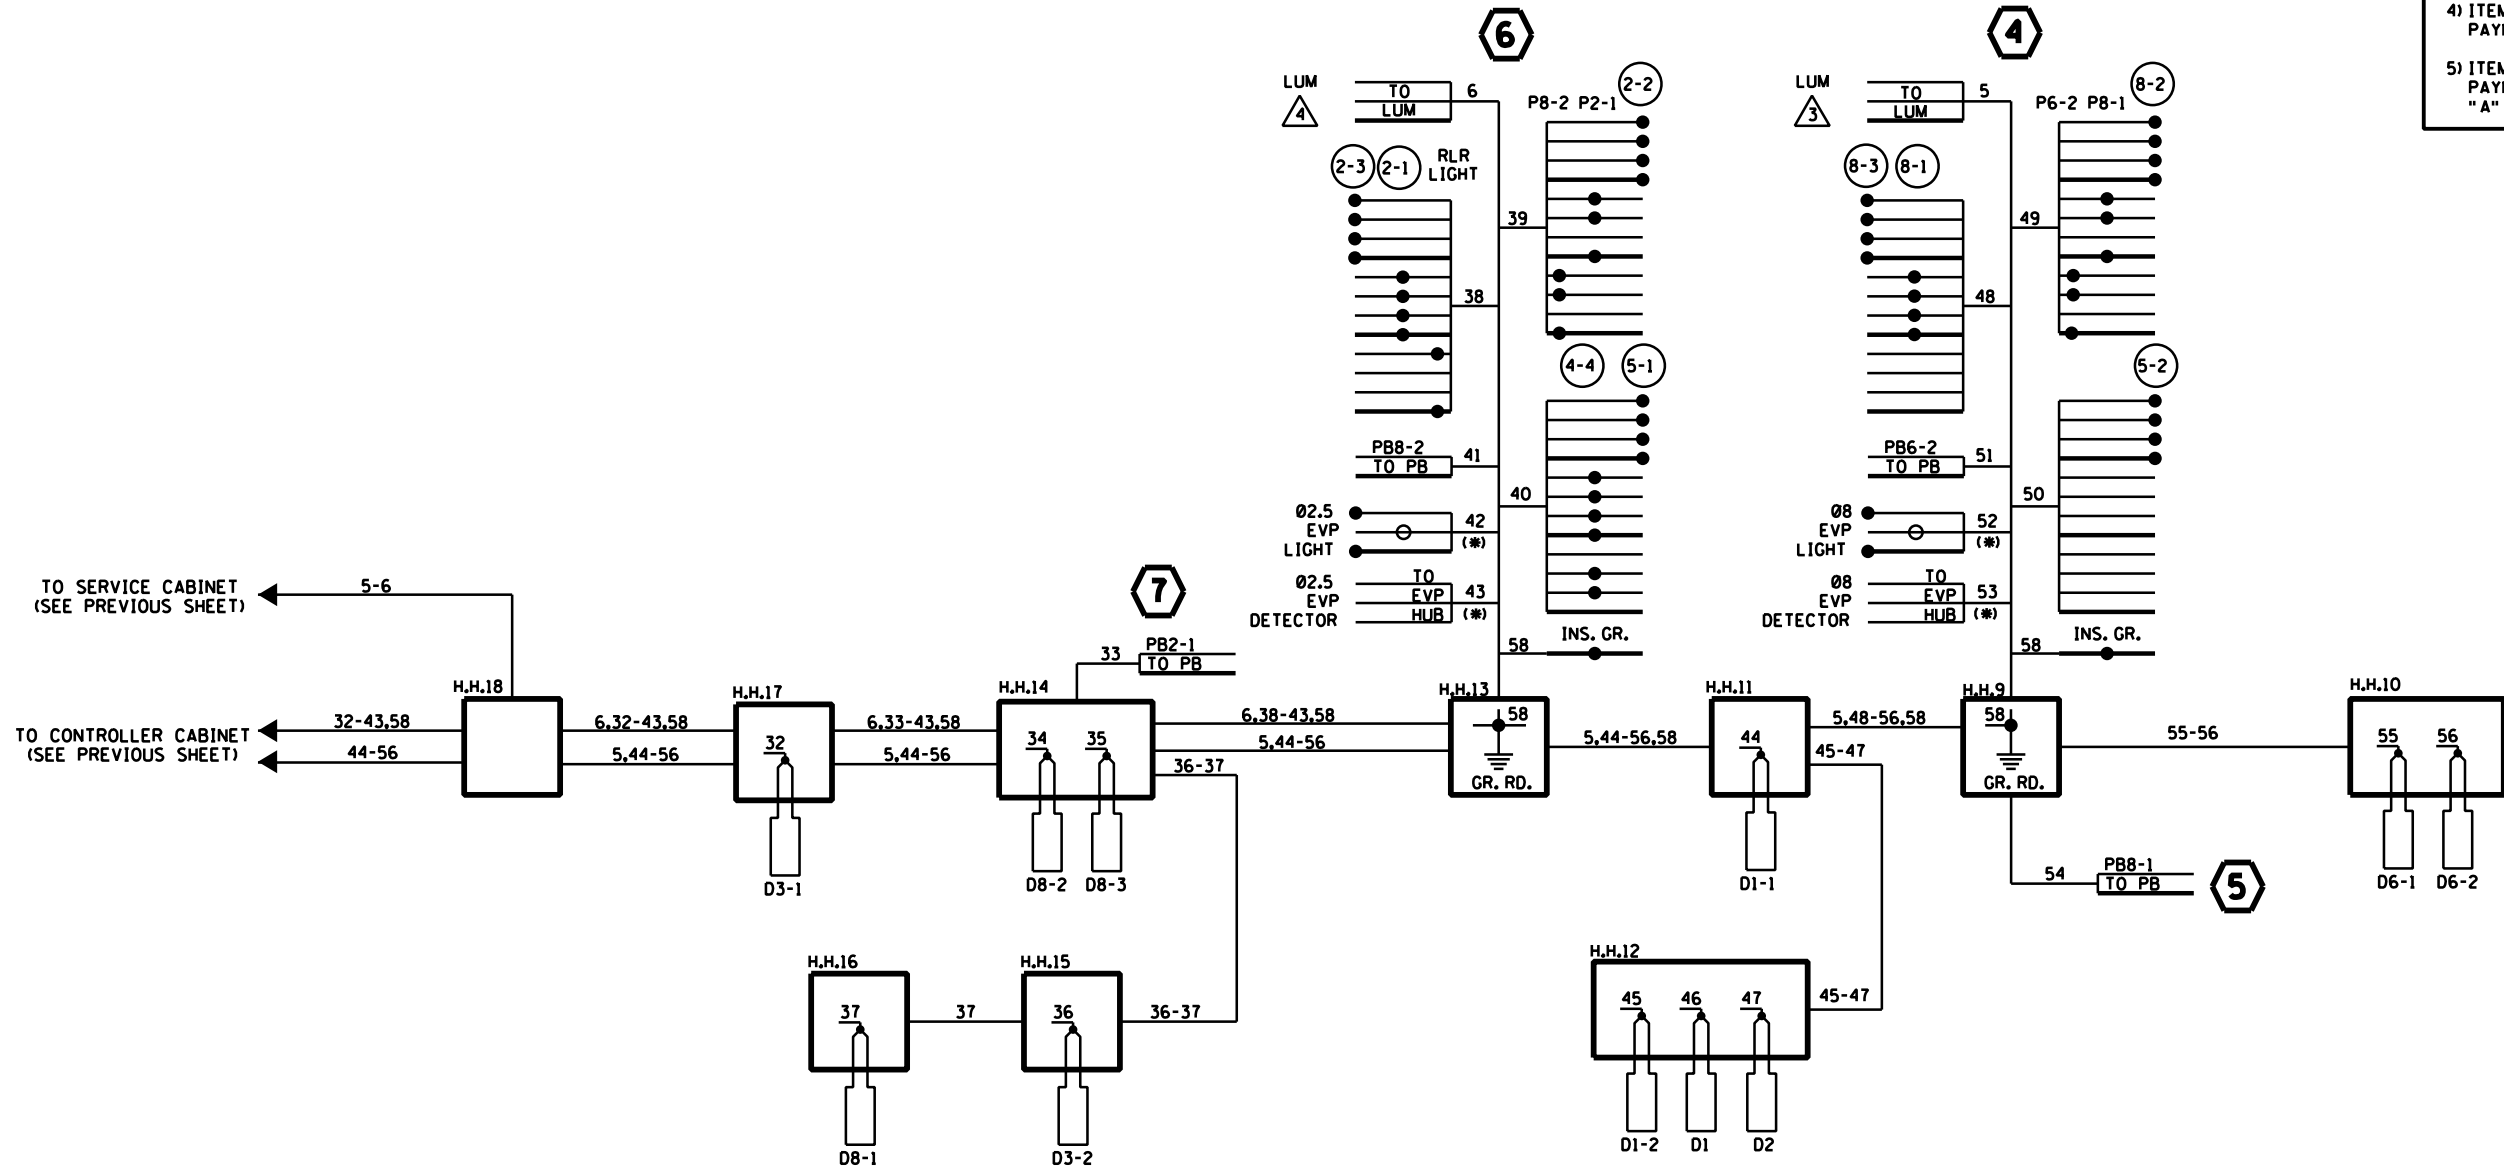 4) ITEM
PAY
5) ITEM
PAY
"A"
6
4
LUM
4
TO
LUM
6
P8-2 P2-1
2-2
2-3
2-1
RLR
LIGHT
39
38
4-4
5-1
PB8-2
TO PB
41
40
Ø2.5
EVP
LIGHT
42
(*)
Ø2.5
EVP
DETECTOR
TO
EVP
HUB
43
(*)
INS. GR.
58
LUM
3
TO
LUM
5
P6-2 P8-1
8-2
8-3
8-1
49
48
5-2
PB6-2
TO PB
51
50
Ø8
EVP
LIGHT
52
(*)
Ø8
EVP
DETECTOR
TO
EVP
HUB
53
(*)
INS. GR.
58
TO SERVICE CABINET
(SEE PREVIOUS SHEET)
5-6
7
33
PB2-1
TO PB
TO CONTROLLER CABINET
(SEE PREVIOUS SHEET)
32-43,58
44-56
H.H.18
6,32-43,58
5,44-56
H.H.17
32
D3-1
6,33-43,58
5,44-56
H.H.14
34
35
D8-2
D8-3
6,38-43,58
5,44-56
36-37
H.H.13
58
GR. RD.
5,44-56,58
H.H.11
44
D1-1
5,48-56,58
45-47
H.H.9
58
GR. RD.
55-56
H.H.10
55
56
D6-1
D6-2
54
PB8-1
TO PB
5
H.H.16
37
D8-1
37
H.H.15
36
D3-2
36-37
H.H.12
45
46
47
D1-2
D1
D2
45-47